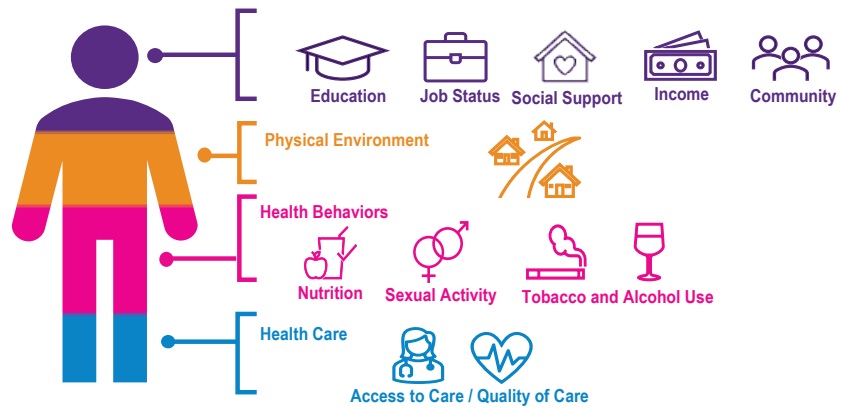 Education
Job Status
Social Support
Income
Community
Physical Environment
Health Behaviors
Nutrition
Sexual Activity
Tobacco and Alcohol Use
Health Care
Access to Care / Quality of Care